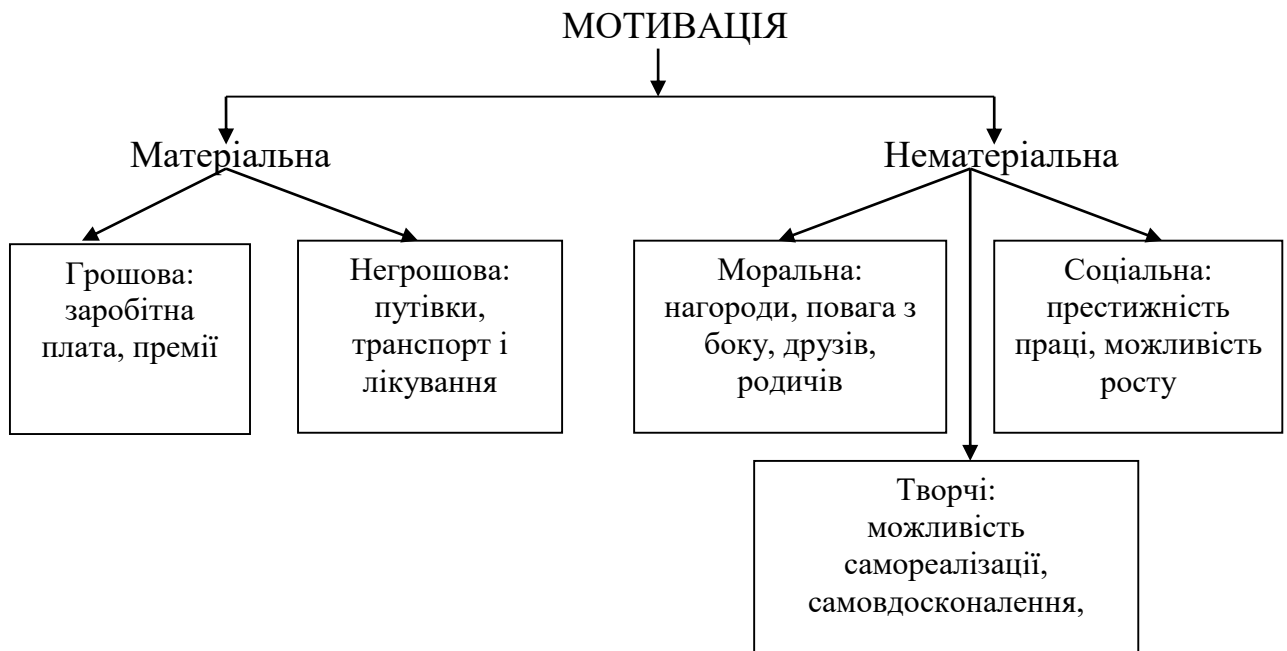 МОТИВАЦІЯ
Матеріальна
Нематеріальна
Грошова:
заробітна
плата, премії
Негрошова:
путівки,
транспорт і
лікування
Моральна:
нагороди, повага з
боку, друзів,
родичів
Соціальна:
престижність
праці, можливість
росту
Творчі:
можливість
самореалізації,
самовдосконалення,